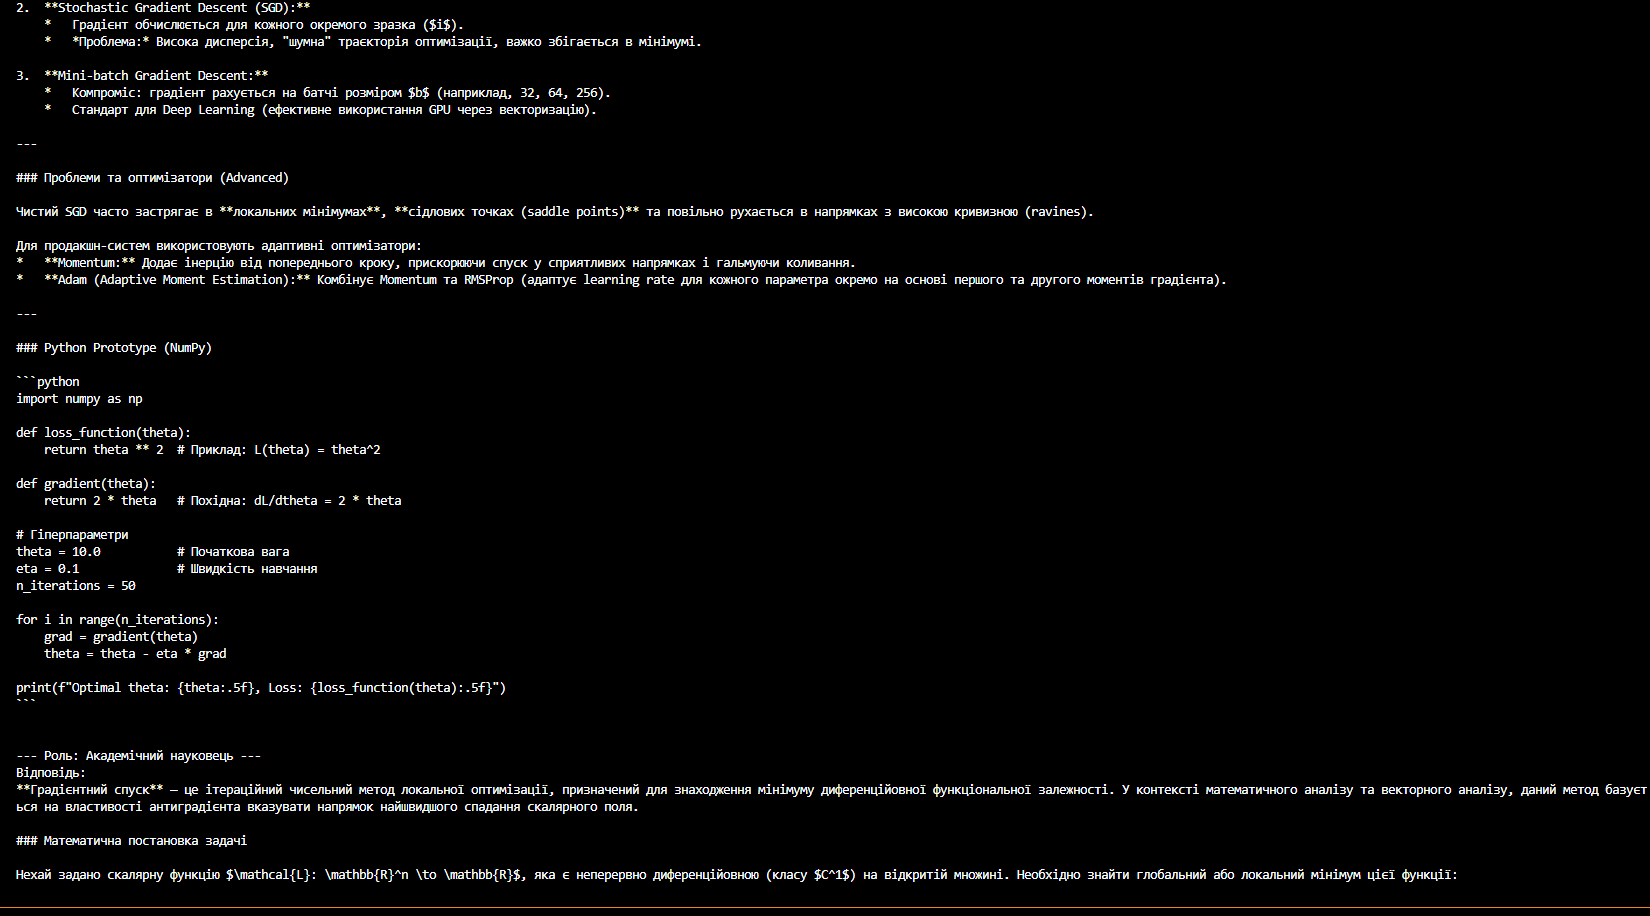 2.  **Stochastic Gradient Descent (SGD):**
    *   Градієнт обчислюється для кожного окремого зразка ($i$).
    *   *Проблема:* Висока дисперсія, "шумна" траєкторія оптимізації, важко збігається в мінімумі.

3.  **Mini-batch Gradient Descent:**
    *   Компроміс: градієнт рахується на батчі розміром $b$ (наприклад, 32, 64, 256).
    *   Стандарт для Deep Learning (ефективне використання GPU через векторизацію).

---

### Проблеми та оптимізатори (Advanced)

Чистий SGD часто застрягає в **локальних мінімумах**, **сідлових точках (saddle points)** та повільно рухається в напрямках з високою кривизною (ravines).

Для продакшн-систем використовують адаптивні оптимізатори:
*   **Momentum:** Додає інерцію від попереднього кроку, прискорюючи спуск у сприятливих напрямках і гальмуючи коливання.
*   **Adam (Adaptive Moment Estimation):** Комбінує Momentum та RMSProp (адаптує learning rate для кожного параметра окремо на основі першого та другого моментів градієнта).

---

### Python Prototype (NumPy)

```python
import numpy as np

def loss_function(theta):
    return theta ** 2  # Приклад: L(theta) = theta^2

def gradient(theta):
    return 2 * theta   # Похідна: dL/dtheta = 2 * theta

# Гіперпараметри
theta = 10.0           # Початкова вага
eta = 0.1              # Швидкість навчання
n_iterations = 50

for i in range(n_iterations):
    grad = gradient(theta)
    theta = theta - eta * grad

print(f"Optimal theta: {theta:.5f}, Loss: {loss_function(theta):.5f}")
```

--- Роль: Академічний науковець ---
Відповідь:
**Градієнтний спуск** — це ітераційний чисельний метод локальної оптимізації, призначений для знаходження мінімуму диференційовної функціональної залежності. У контексті математичного аналізу та векторного аналізу, даний метод базуєт
ься на властивості антиградієнта вказувати напрямок найшвидшого спадання скалярного поля.

### Математична постановка задачі

Нехай задано скалярну функцію $\mathcal{L}: \mathbb{R}^n \to \mathbb{R}$, яка є неперервно диференційовною (класу $C^1$) на відкритій множині. Необхідно знайти глобальний або локальний мінімум цієї функції: